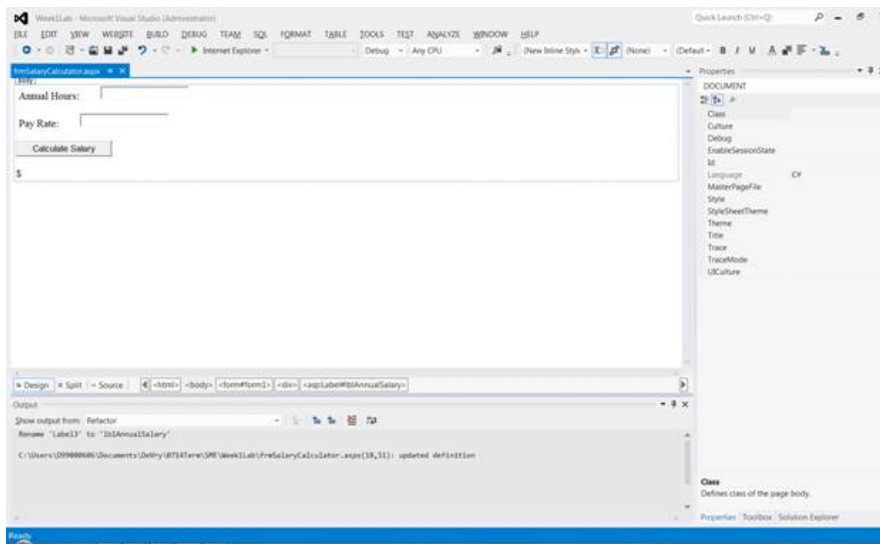 Week1Lab - Microsoft Visual Studio (Administrator)
Quick Launch (Ctrl+Q)
FILE EDIT VIEW WEBSITE BUILD DEBUG TEAM SQL FORMAT TABLE TOOLS TEST ANALYZE WINDOW HELP
Internet Explorer Debug Any CPU (New Inline Style (None) (Default B I U A
frmSalaryCalculator.aspx
body
Annual Hours:
Pay Rate:
Calculate Salary
$
Design Split Source <html> <body> <form#form1> <div> <asp:Label#lblAnnualSalary>
Output
Show output from: Refactor
Rename 'Label3' to 'lblAnnualSalary'
C:\Users\D99000606\Documents\DeVry\0714Term\SME\Week1Lab\frmSalaryCalculator.aspx(18,51): updated definition
Properties
DOCUMENT
Class
Culture
Debug
EnableSessionState
Id
Language C#
MasterPageFile
Style
StyleSheetTheme
Theme
Title
Trace
TraceMode
UICulture
Class
Defines class of the page body.
Properties Toolbox Solution Explorer
Ready